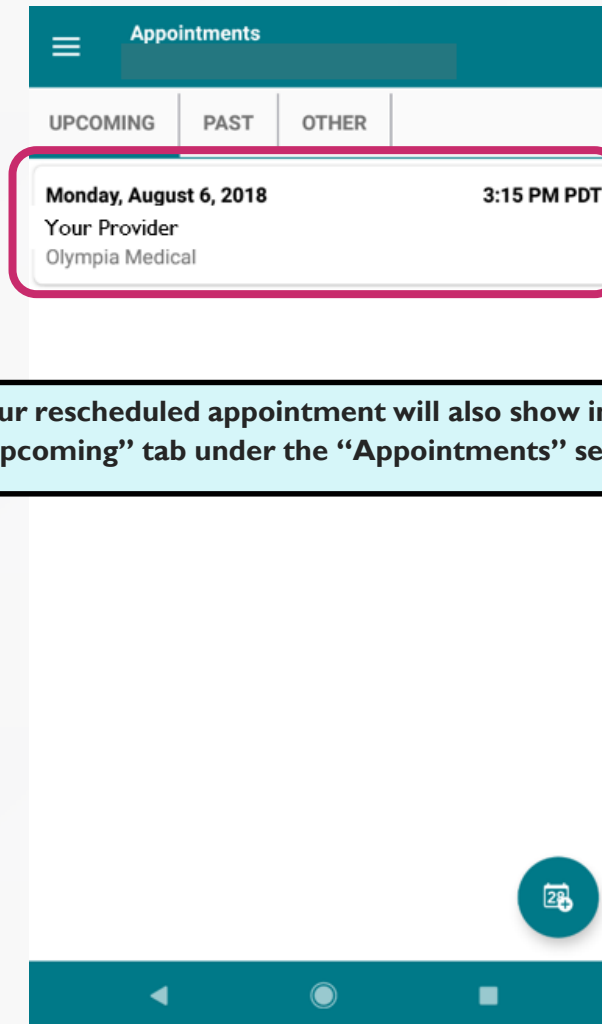 Appointments
UPCOMING PAST OTHER
Monday, August 6, 2018 3:15 PM PDT
Your Provider
Olympia Medical
ur rescheduled appointment will also show in
pcoming” tab under the “Appointments” se
28